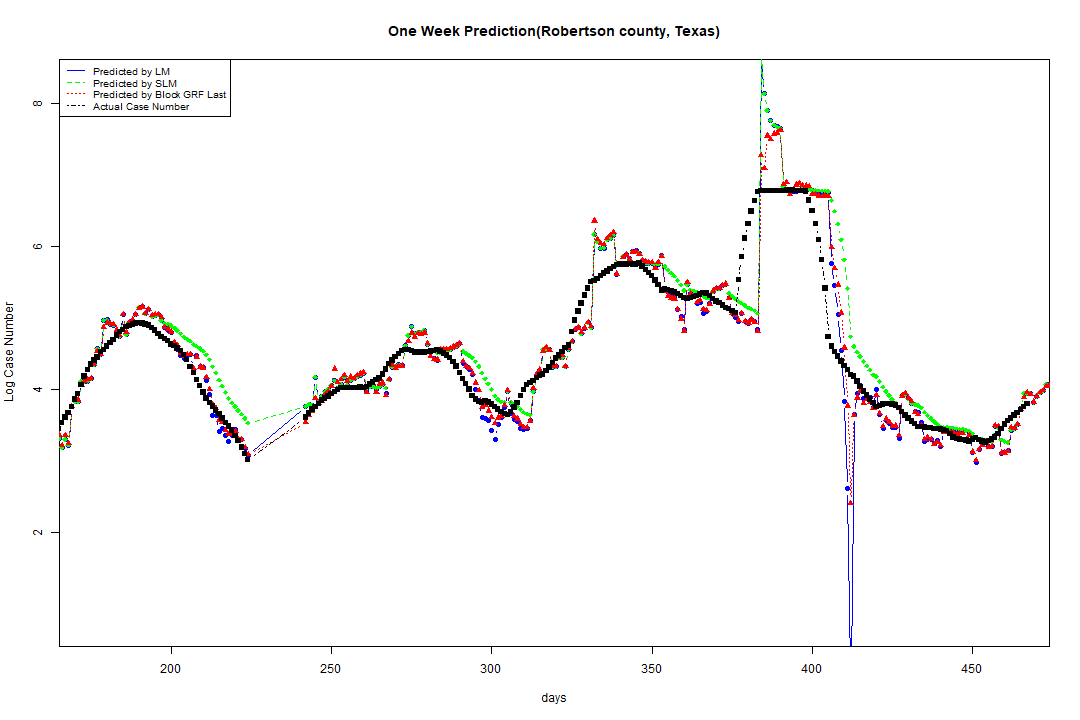 One Week Prediction(Robertson county, Texas)
Predicted by LM
Predicted by SLM
Predicted by Block GRF Last
Actual Case Number
8
6
4
2
Log Case Number
200 250 300 350 400 450
days